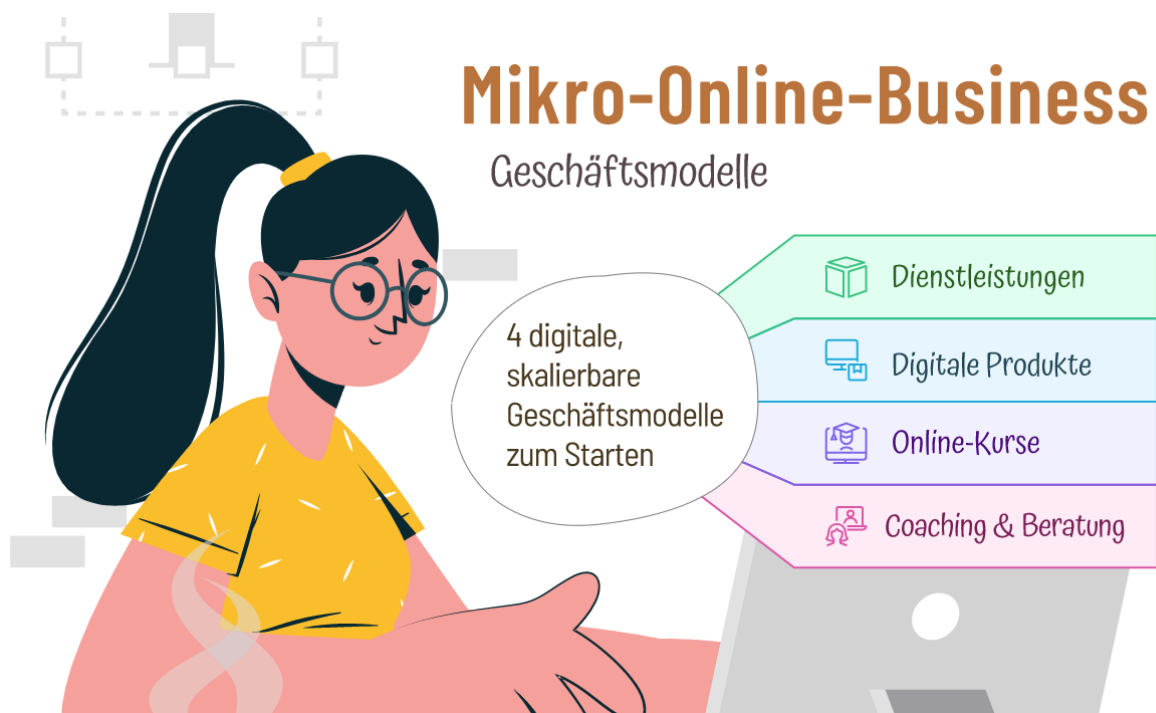 Mikro-Online-Business
Geschäftsmodelle
4 digitale,
skalierbare
Geschäftsmodelle
zum Starten
Dienstleistungen
Digitale Produkte
Online-Kurse
Coaching & Beratung